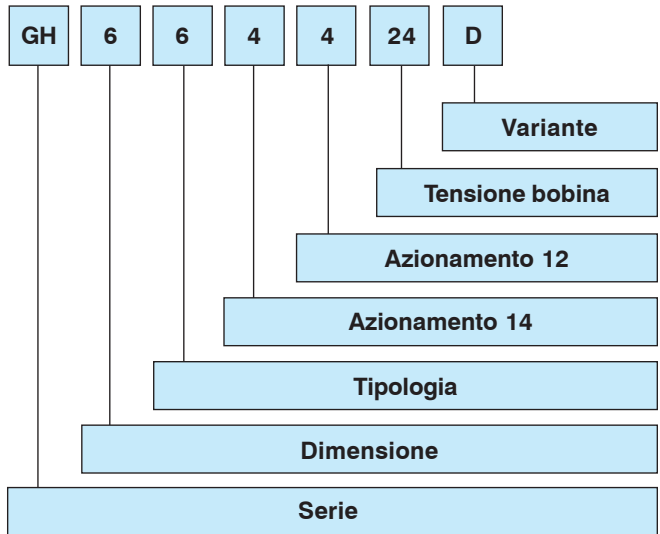 GH 6 6 4 4 24 D
Variante
Tensione bobina
Azionamento 12
Azionamento 14
Tipologia
Dimensione
Serie